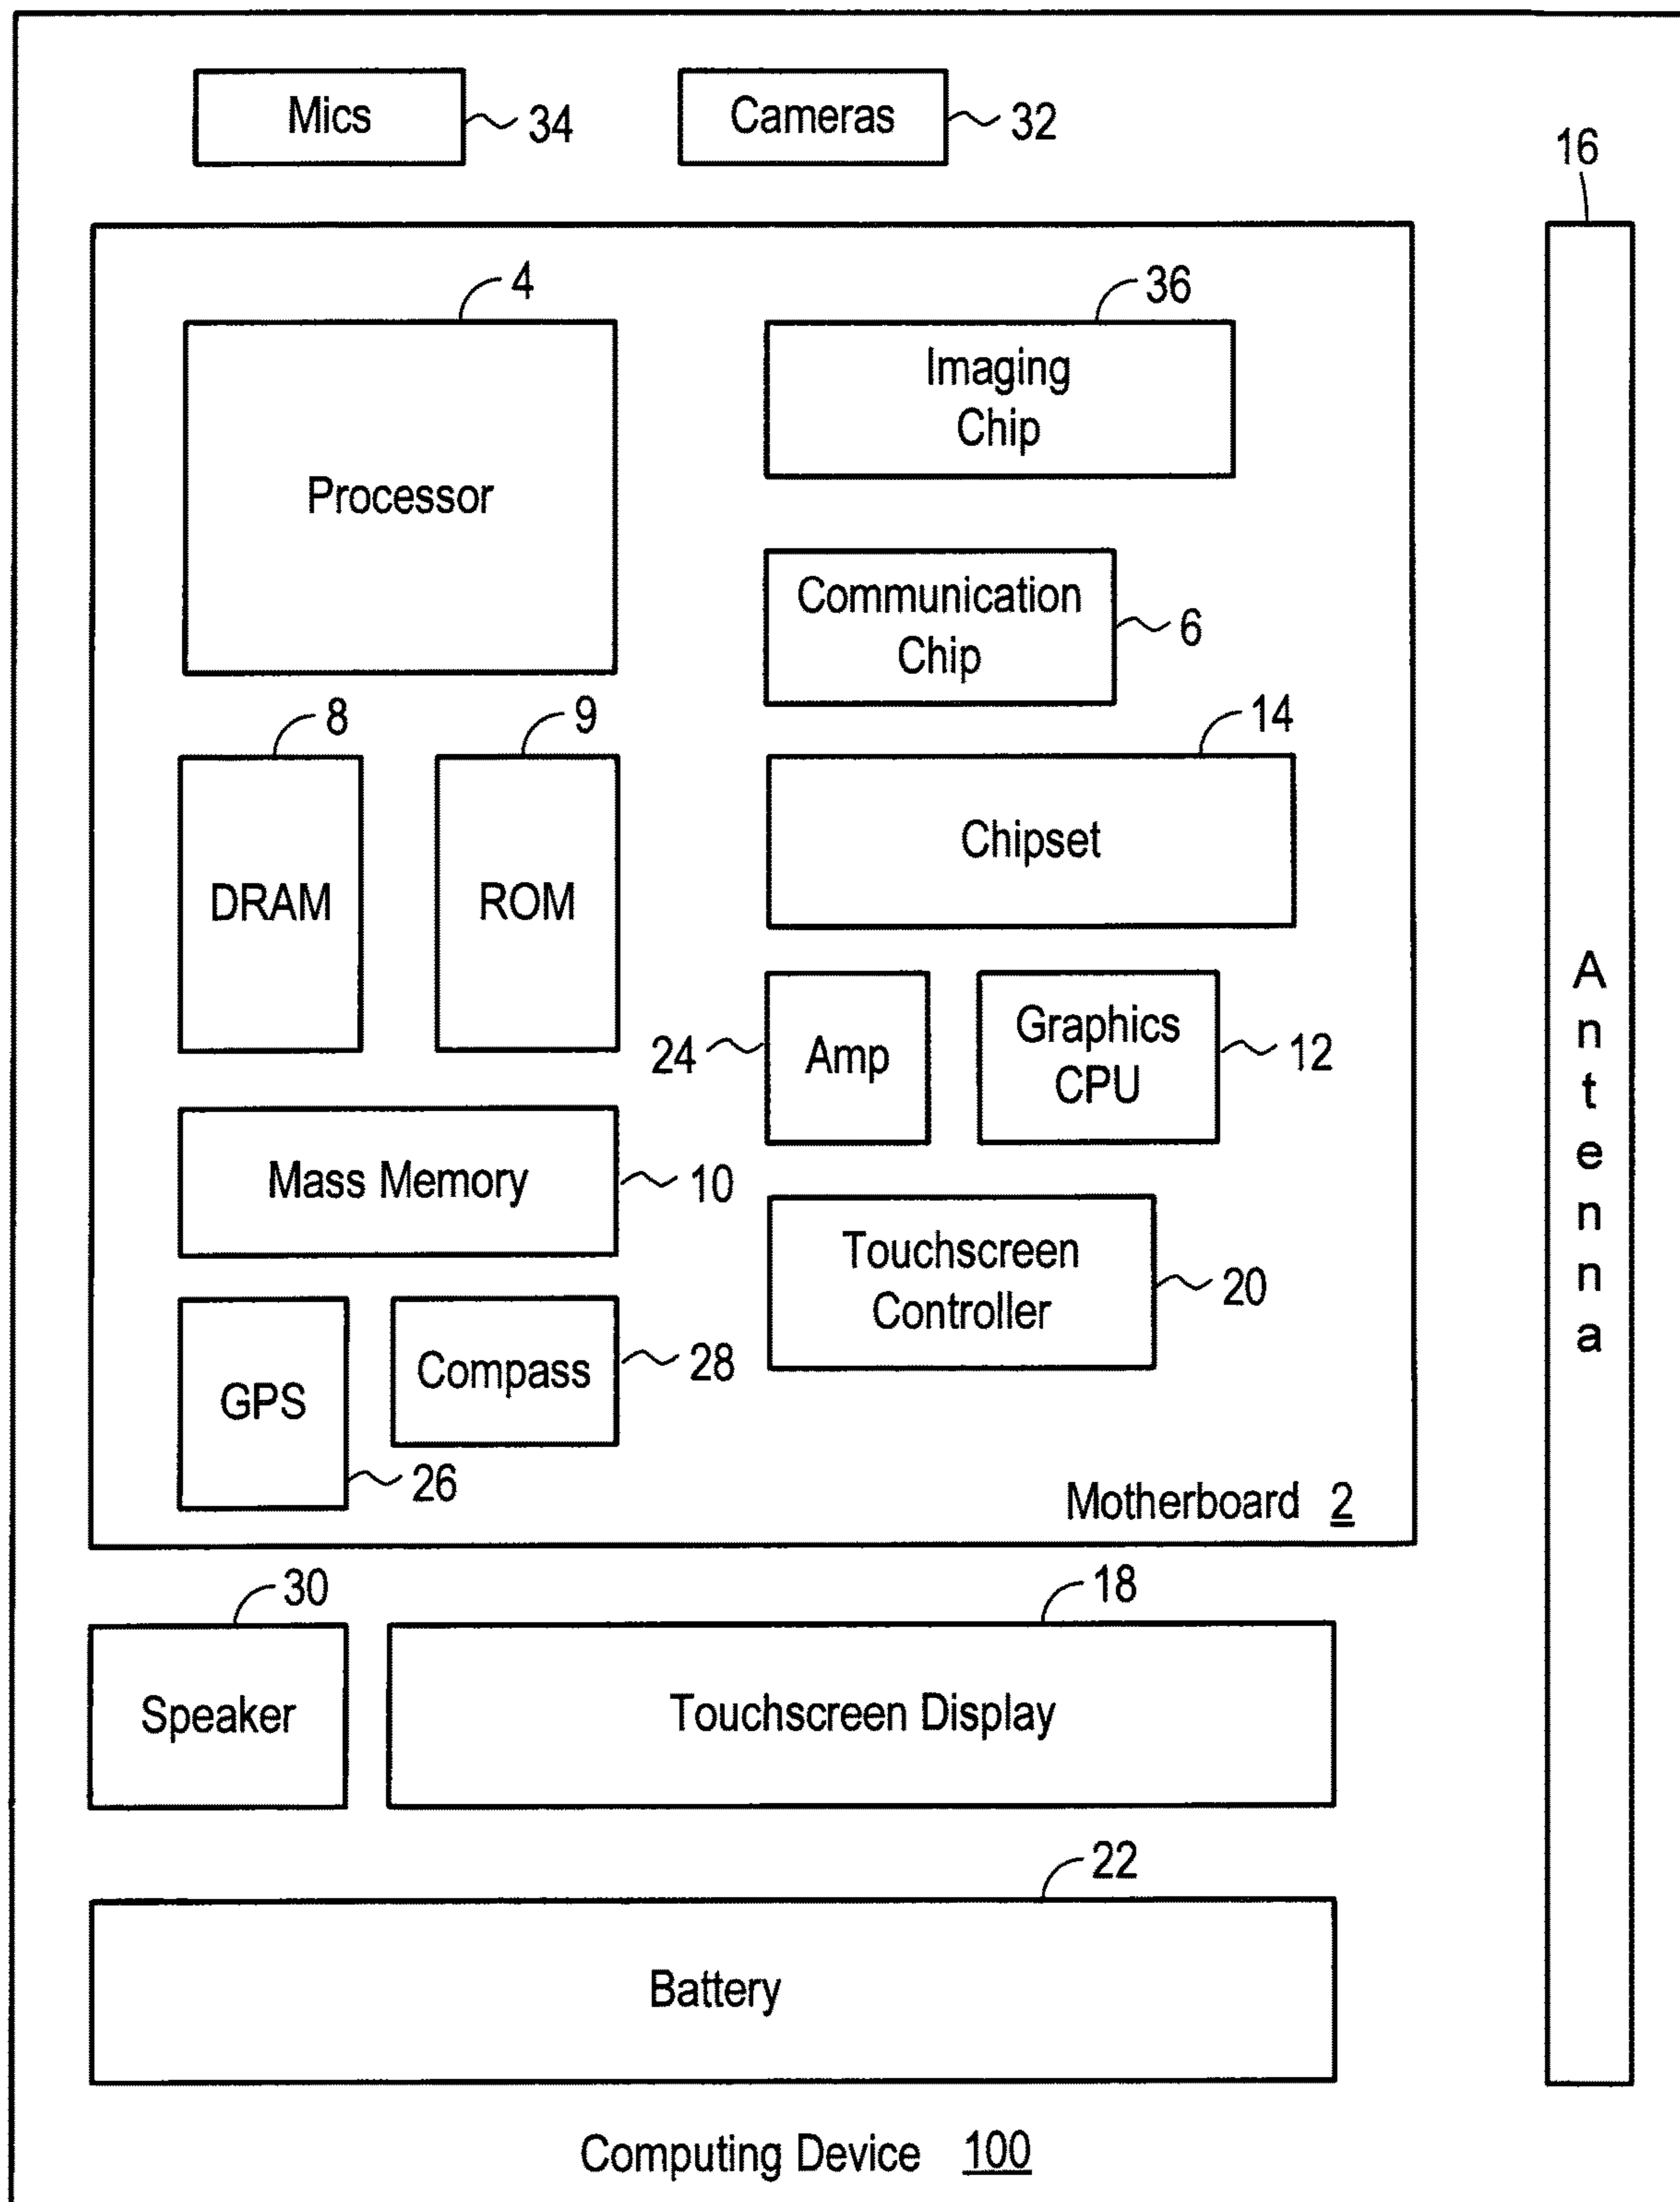 Mics
34
Cameras
32
16
4
36
Processor
Imaging
Chip
Communication
Chip
6
8
9
14
DRAM
ROM
Chipset
24
Amp
Graphics
CPU
12
Mass Memory
10
Touchscreen
Controller
20
GPS
26
Compass
28
Motherboard 2
Antenna
30
18
Speaker
Touchscreen Display
22
Battery
Computing Device 100